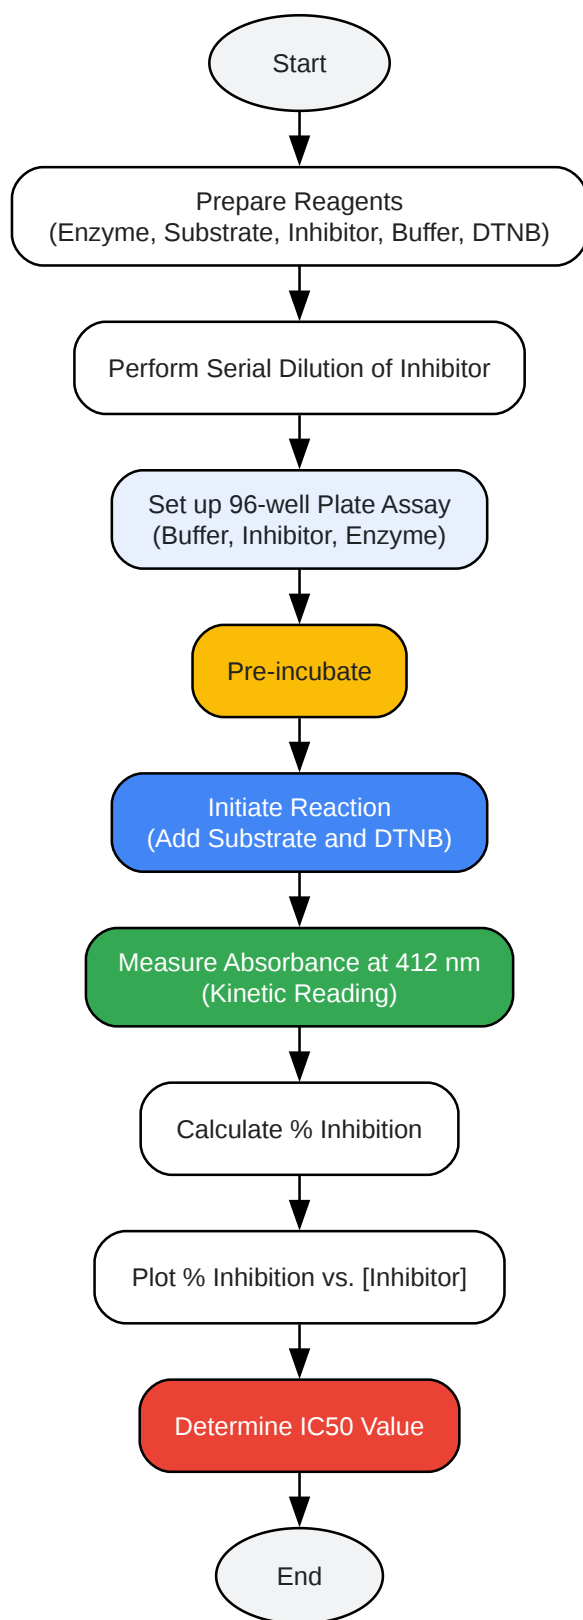 Start
Prepare Reagents
(Enzyme, Substrate, Inhibitor, Buffer, DTNB)
Perform Serial Dilution of Inhibitor
Set up 96-well Plate Assay
(Buffer, Inhibitor, Enzyme)
Pre-incubate
Initiate Reaction
(Add Substrate and DTNB)
Measure Absorbance at 412 nm
(Kinetic Reading)
Calculate % Inhibition
Plot % Inhibition vs. [Inhibitor]
Determine IC50 Value
End